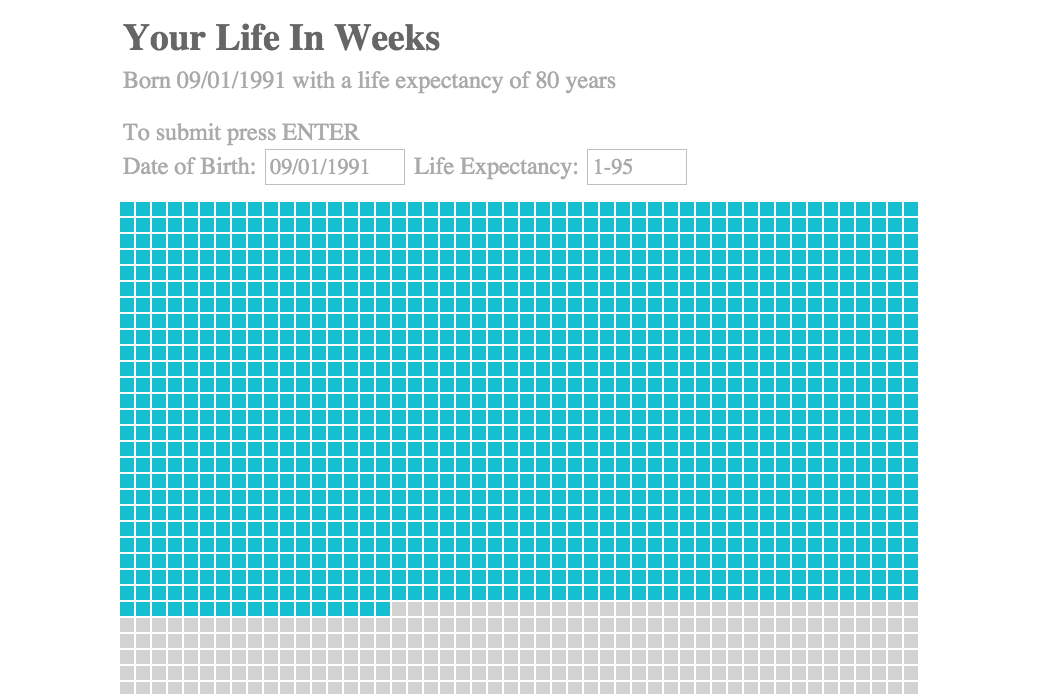 Your Life In Weeks
Born 09/01/1991 with a life expectancy of 80 years
To submit press ENTER
Date of Birth: 09/01/1991 Life Expectancy: 1-95